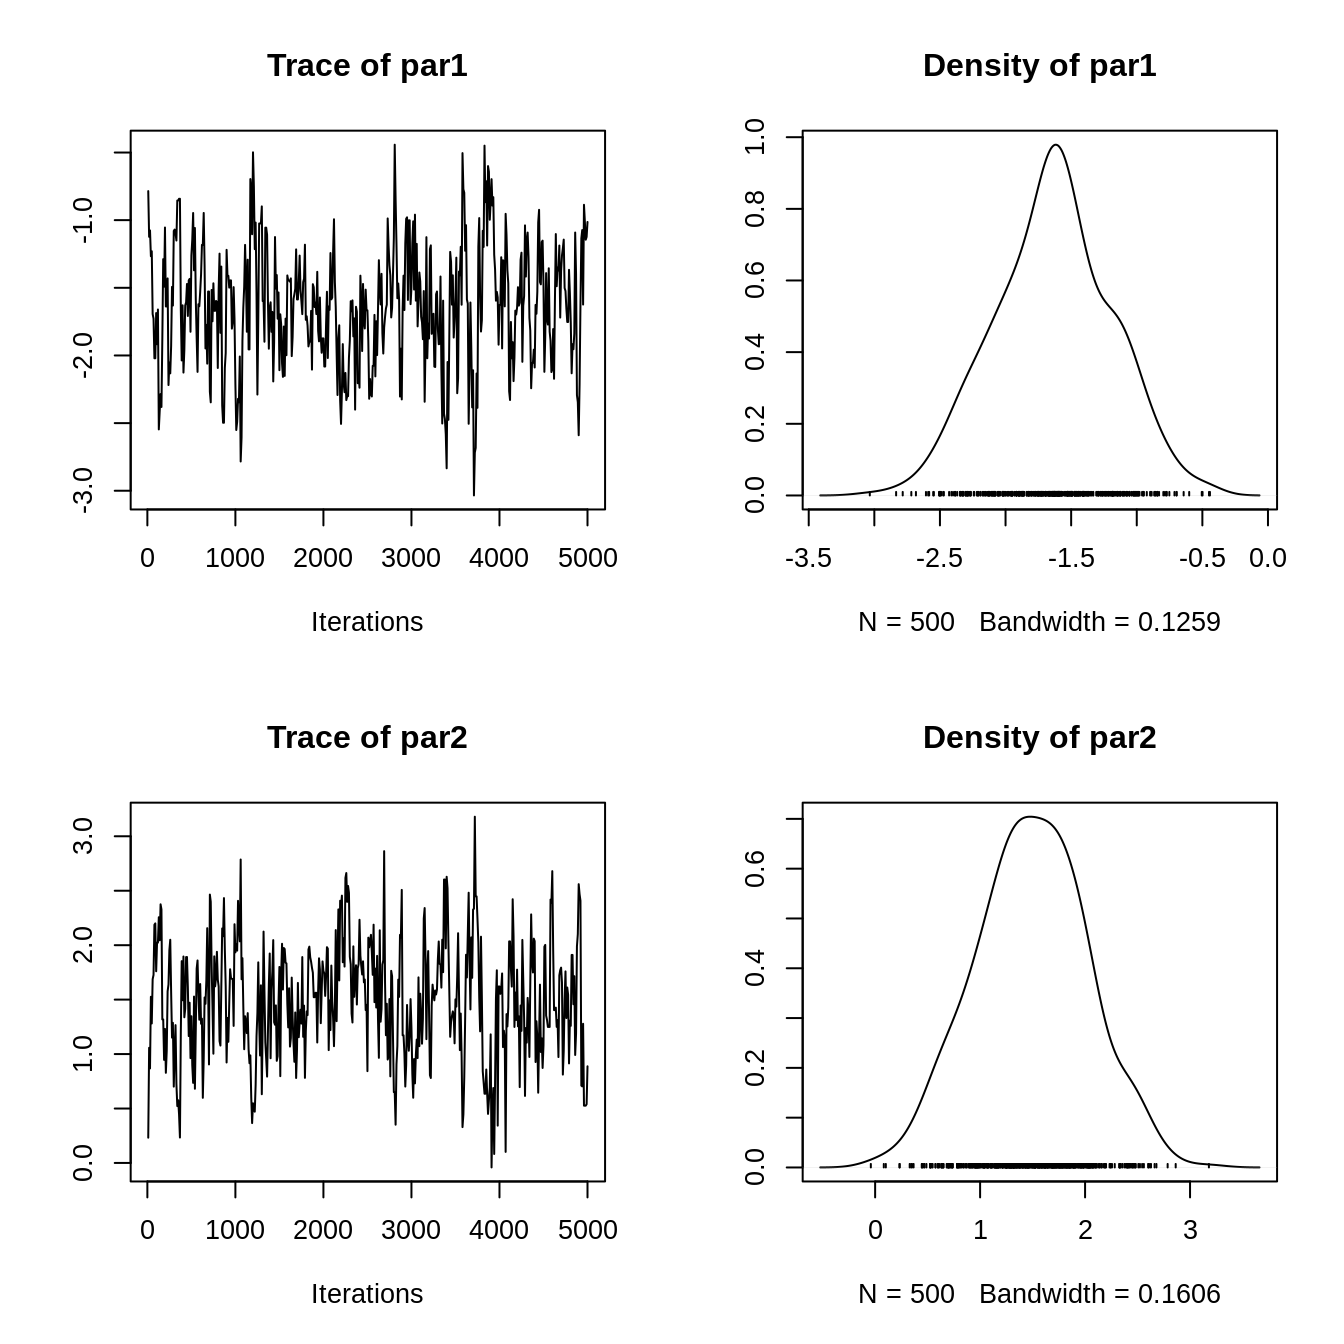 Trace of par1
-3.0 -2.0 -1.0
0 1000 2000 3000 4000 5000
Iterations
Density of par1
0.0 0.2 0.4 0.6 0.8 1.0
-3.5 -2.5 -1.5 -0.5 0.0
N = 500 Bandwidth = 0.1259
Trace of par2
0.0 1.0 2.0 3.0
0 1000 2000 3000 4000 5000
Iterations
Density of par2
0.0 0.2 0.4 0.6
0 1 2 3
N = 500 Bandwidth = 0.1606